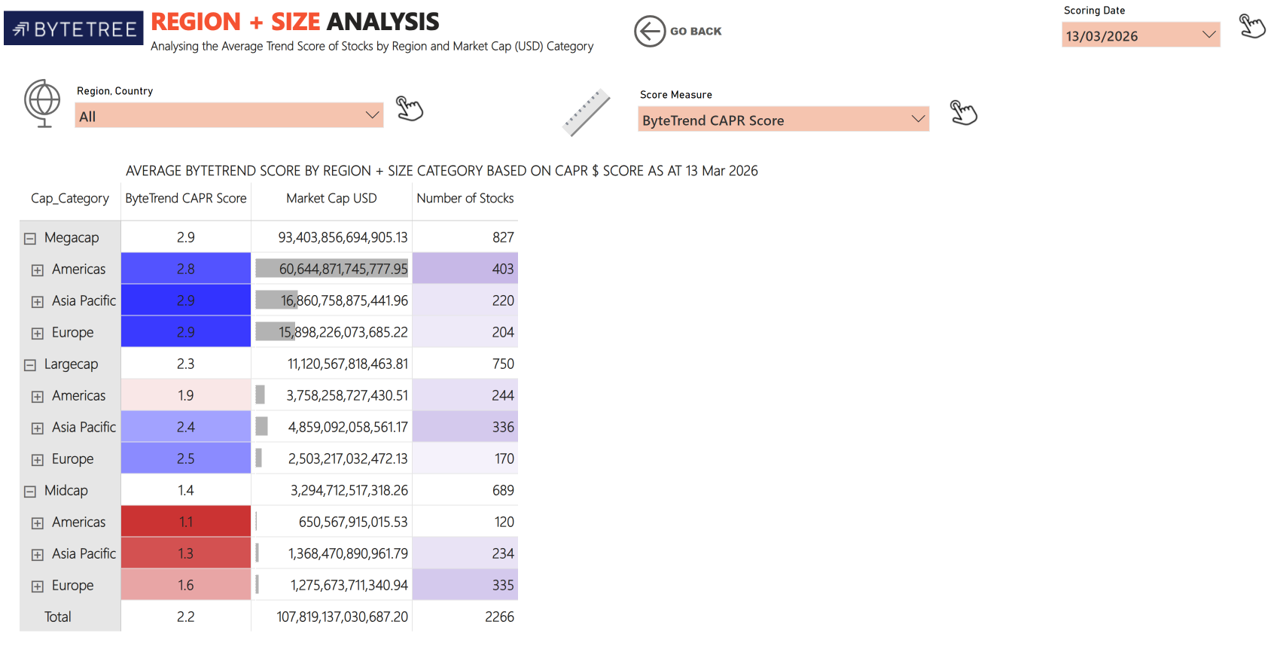 BYTETREE
REGION + SIZE ANALYSIS
Analysing the Average Trend Score of Stocks by Region and Market Cap (USD) Category
GO BACK
Scoring Date
13/03/2026
Region, Country
All
Score Measure
ByteTrend CAPR Score
AVERAGE BYTETREND SCORE BY REGION + SIZE CATEGORY BASED ON CAPR $ SCORE AS AT 13 Mar 2026
Cap_Category ByteTrend CAPR Score Market Cap USD Number of Stocks
Megacap 2.9 93,403,856,694,905.13 827
Americas 2.8 60,644,871,745,777.95 403
Asia Pacific 2.9 16,860,758,875,441.96 220
Europe 2.9 15,898,226,073,685.22 204
Largecap 2.3 11,120,567,818,463.81 750
Americas 1.9 3,758,258,727,430.51 244
Asia Pacific 2.4 4,859,092,058,561.17 336
Europe 2.5 2,503,217,032,472.13 170
Midcap 1.4 3,294,712,517,318.26 689
Americas 1.1 650,567,915,015.53 120
Asia Pacific 1.3 1,368,470,890,961.79 234
Europe 1.6 1,275,673,711,340.94 335
Total 2.2 107,819,137,030,687.20 2266